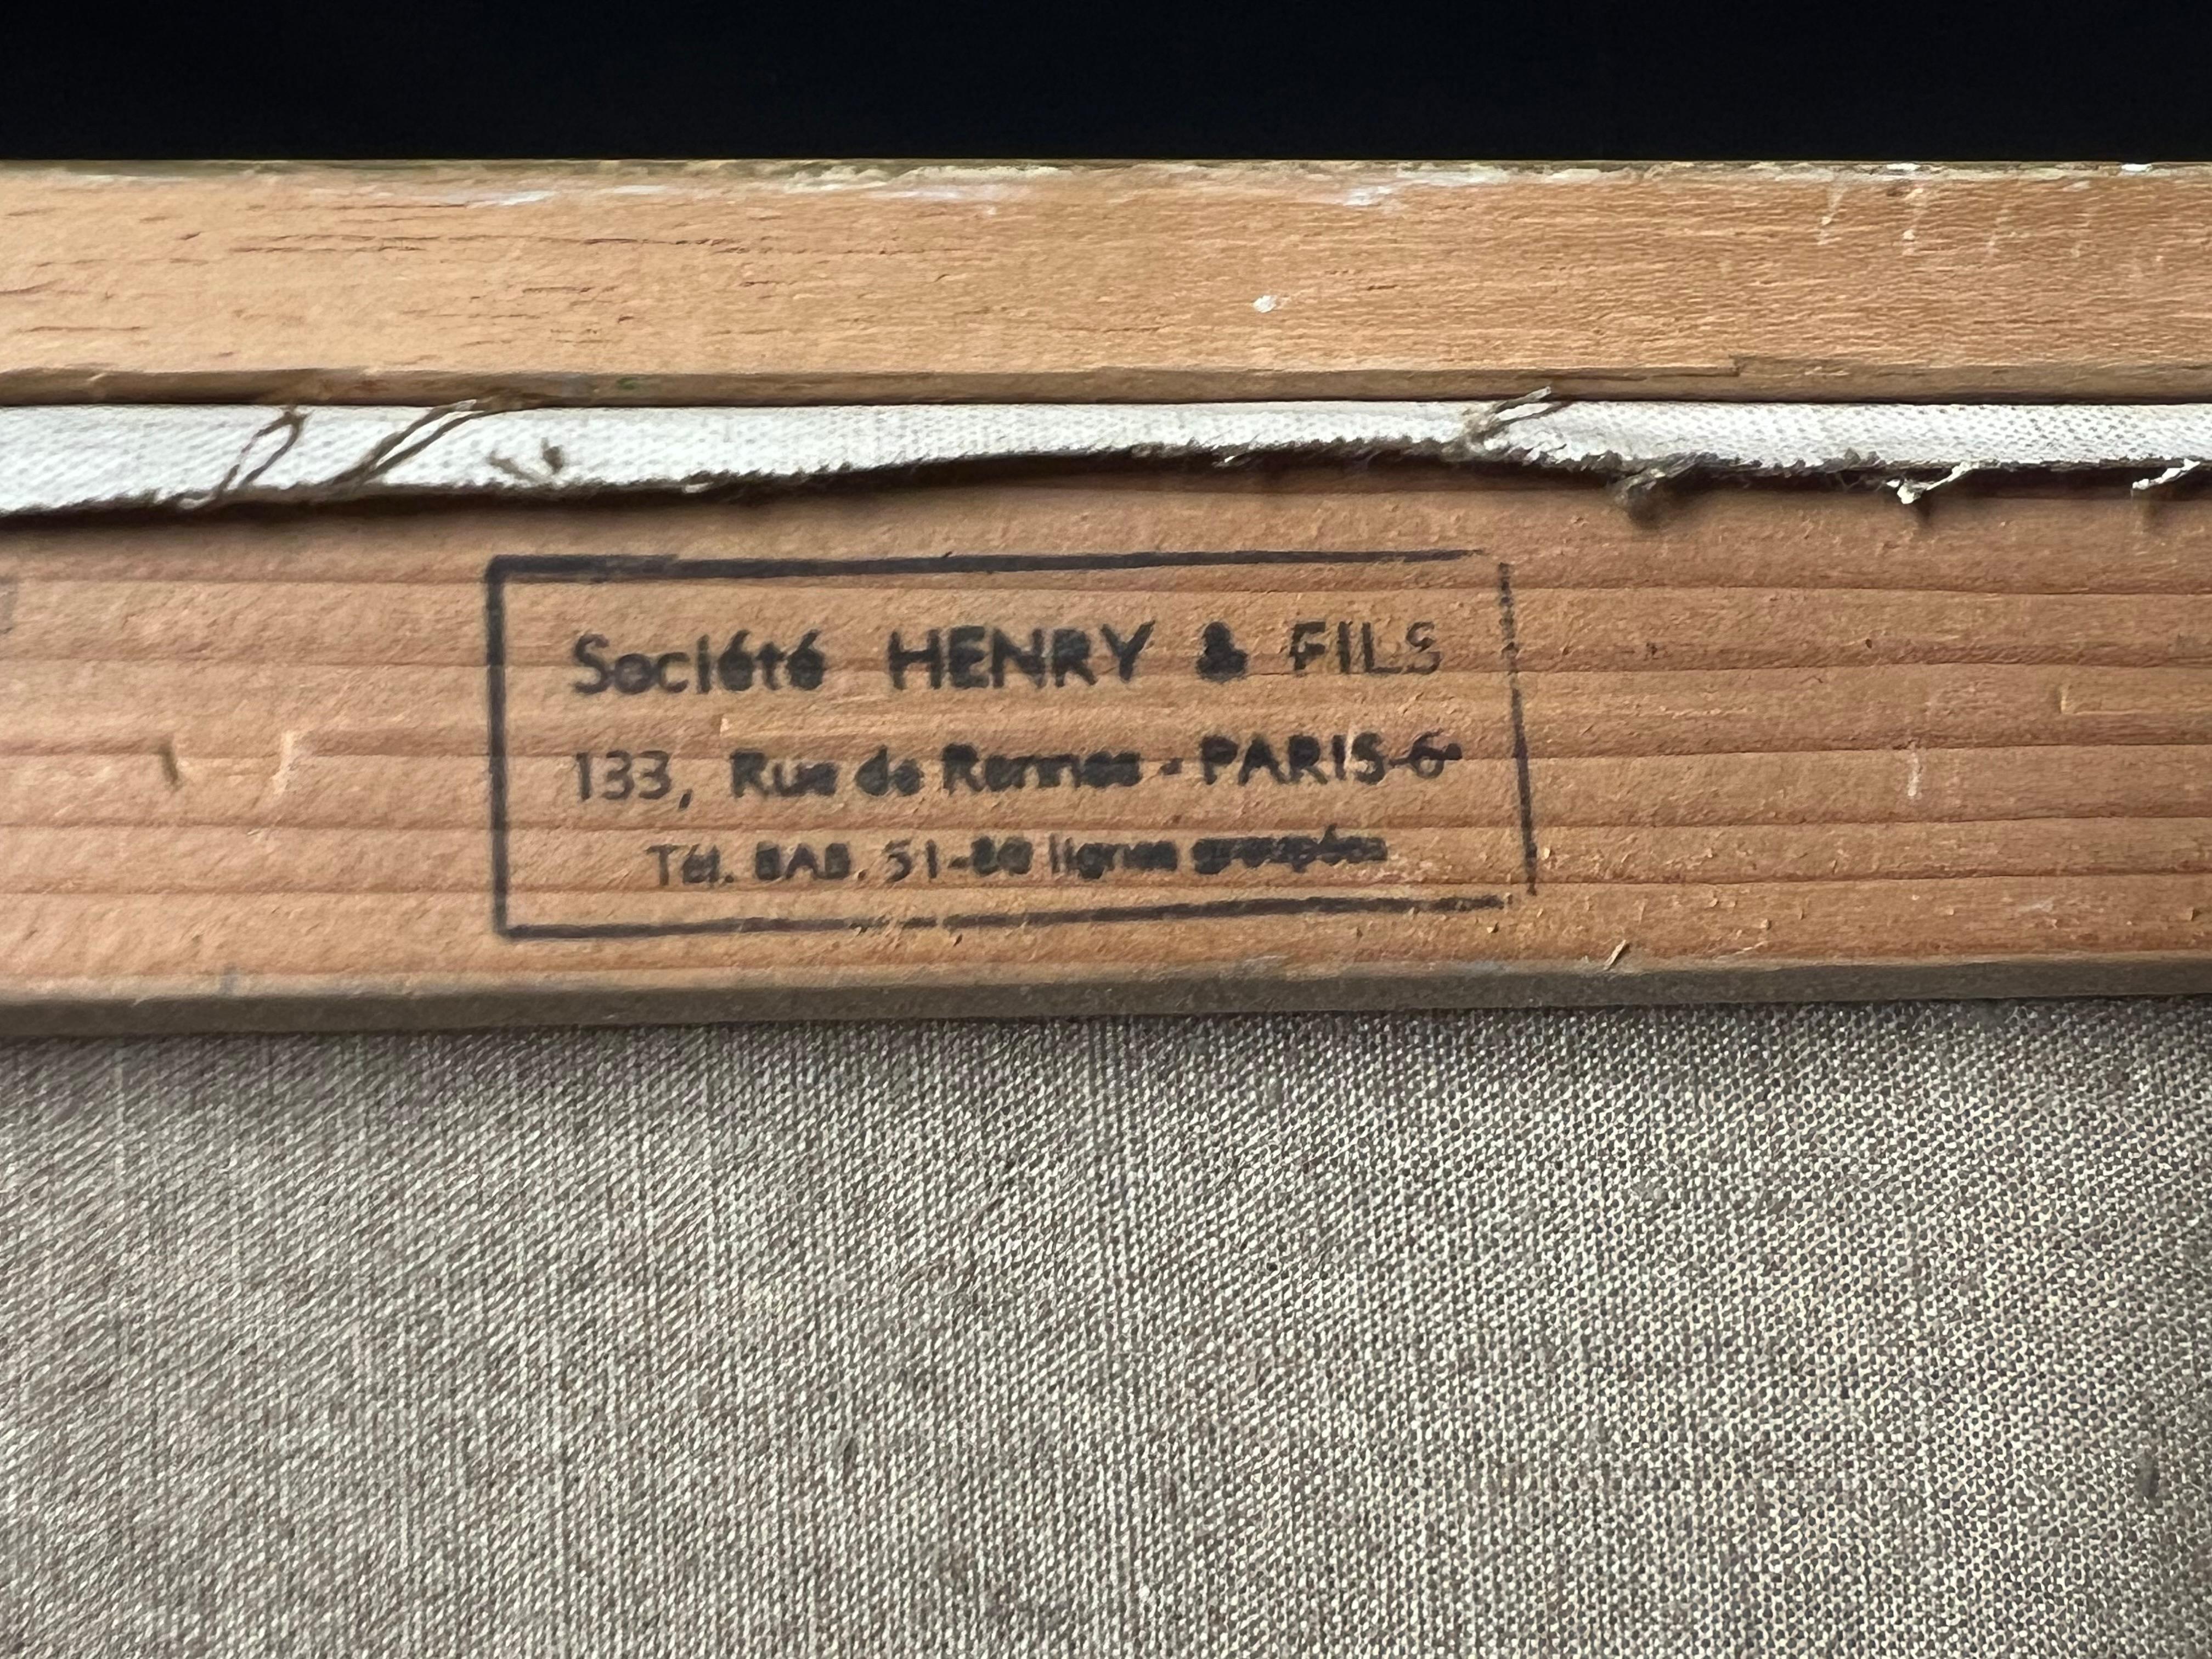 Société HENRY & FILS
133, Rue de Rennes - PARIS-6e
Tél. BAB. 51-80 lignes groupées